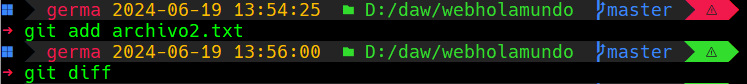 germa 2024-06-19 13:54:25 D:/daw/webholamundo master
➜ git add archivo2.txt
germa 2024-06-19 13:56:00 D:/daw/webholamundo master
➜ git diff